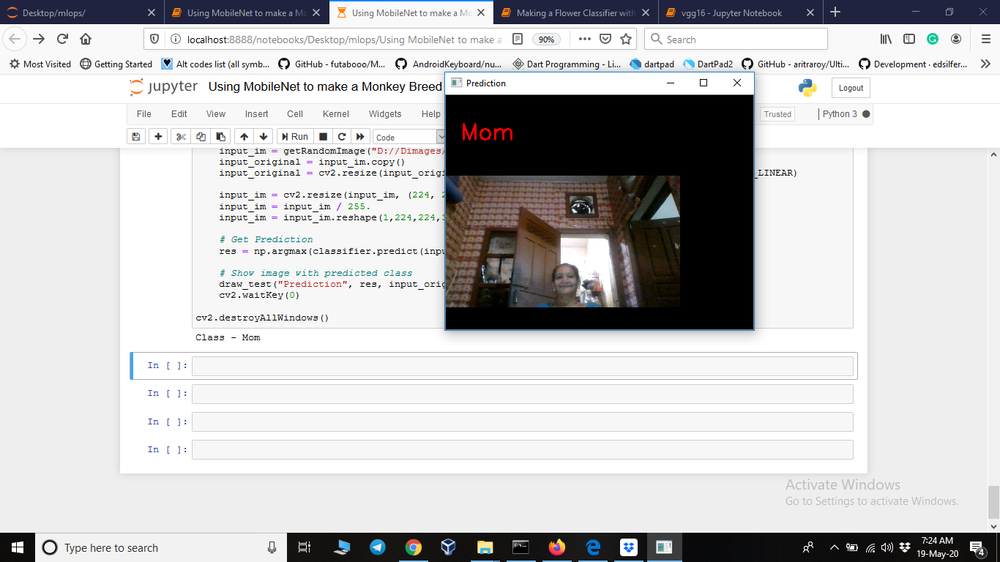 Desktop/mlops/
Using MobileNet to make a Mo
Using MobileNet to make a Mo
Making a Flower Classifier with
vgg16 - Jupyter Notebook
localhost:8888/notebooks/Desktop/mlops/Using MobileNet to make a
90%
Search
Most Visited
Getting Started
Alt codes list (all symb...
GitHub - futabooo/M...
AndroidKeyboard/nu...
Dart Programming - Li...
dartpad
DartPad2
GitHub - aritraroy/Ulti...
Development · edsilfer...
jupyter
Using MobileNet to make a Monkey Breed
Logout
File
Edit
View
Insert
Cell
Kernel
Widgets
Help
Trusted
Python 3
Run
Code
input_im = getRandomImage("D://Dimages/
input_original = input_im.copy()
input_original = cv2.resize(input_orig
_LINEAR)
input_im = cv2.resize(input_im, (224, 2
input_im = input_im / 255.
input_im = input_im.reshape(1,224,224,3
# Get Prediction
res = np.argmax(classifier.predict(inpu
# Show image with predicted class
draw_test("Prediction", res, input_orig
cv2.waitKey(0)
cv2.destroyAllWindows()
Class - Mom
Prediction
Mom
In [ ]:
In [ ]:
In [ ]:
In [ ]:
Activate Windows
Go to Settings to activate Windows.
Type here to search
7:24 AM
19-May-20
4